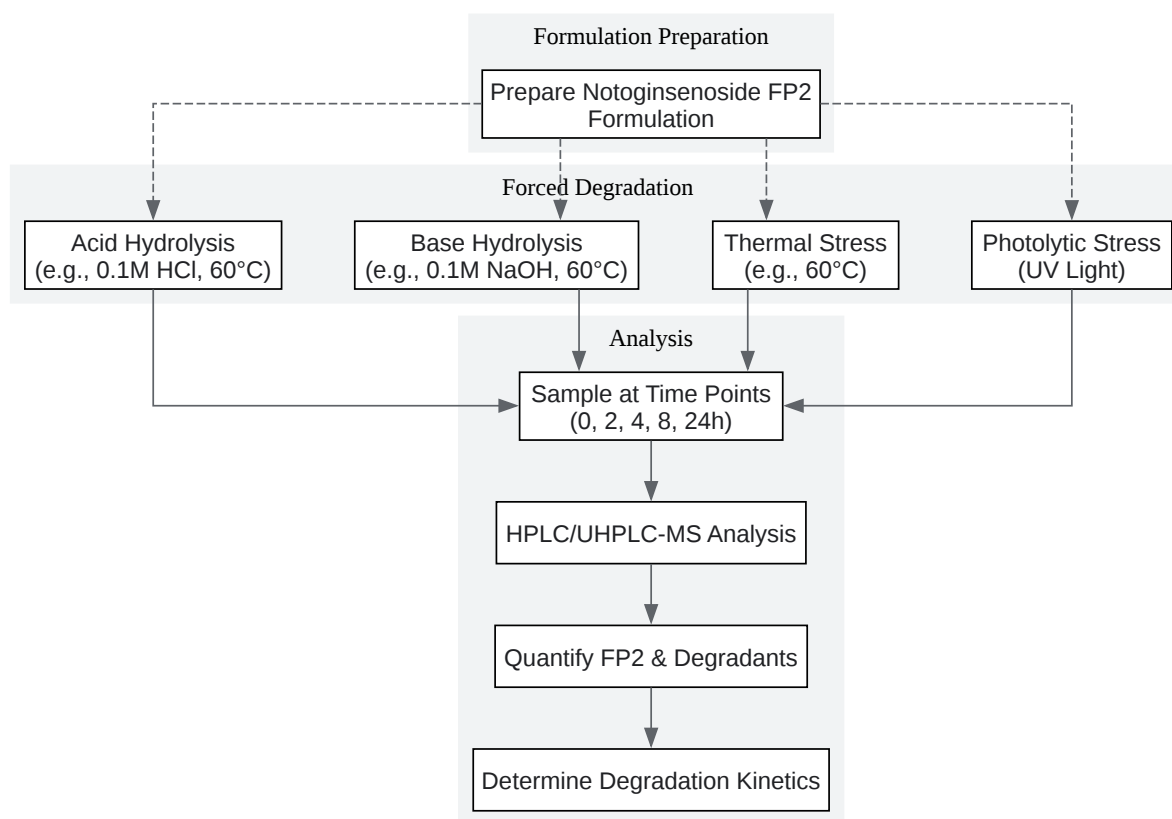 Formulation Preparation
Prepare Notoginsenoside FP2
Formulation
Forced Degradation
Acid Hydrolysis
(e.g., 0.1M HCl, 60°C)
Base Hydrolysis
(e.g., 0.1M NaOH, 60°C)
Thermal Stress
(e.g., 60°C)
Photolytic Stress
(UV Light)
Analysis
Sample at Time Points
(0, 2, 4, 8, 24h)
HPLC/UHPLC-MS Analysis
Quantify FP2 & Degradants
Determine Degradation Kinetics